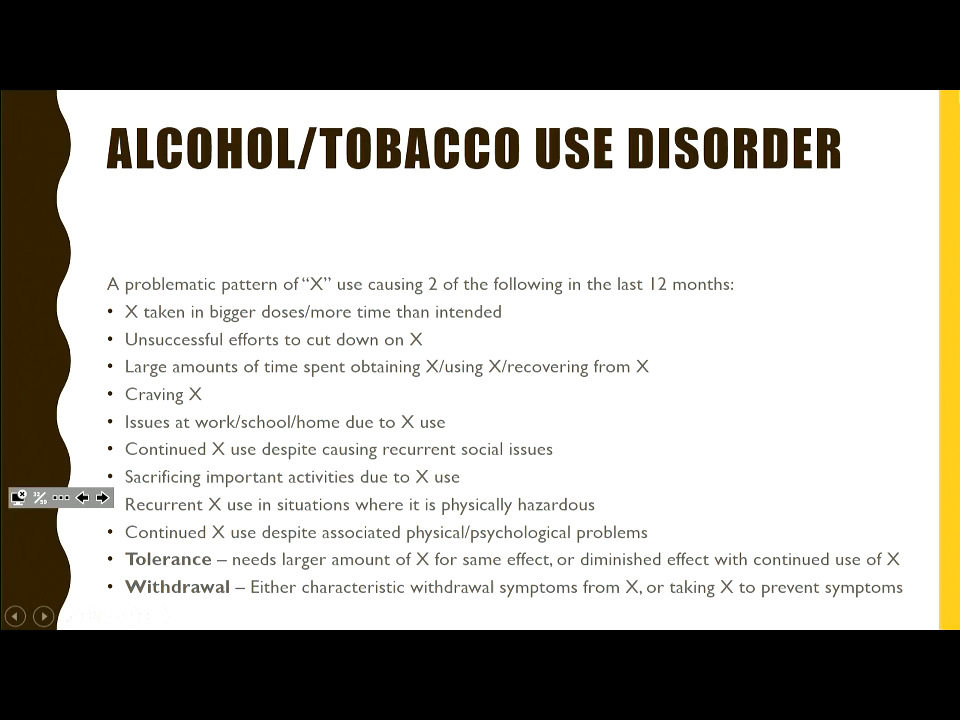 ALCOHOL/TOBACCO USE DISORDER
A problematic pattern of “X” use causing 2 of the following in the last 12 months:
• X taken in bigger doses/more time than intended
• Unsuccessful efforts to cut down on X
• Large amounts of time spent obtaining X/using X/recovering from X
• Craving X
• Issues at work/school/home due to X use
• Continued X use despite causing recurrent social issues
• Sacrificing important activities due to X use
Recurrent X use in situations where it is physically hazardous
• Continued X use despite associated physical/psychological problems
• Tolerance – needs larger amount of X for same effect, or diminished effect with continued use of X
• Withdrawal – Either characteristic withdrawal symptoms from X, or taking X to prevent symptoms